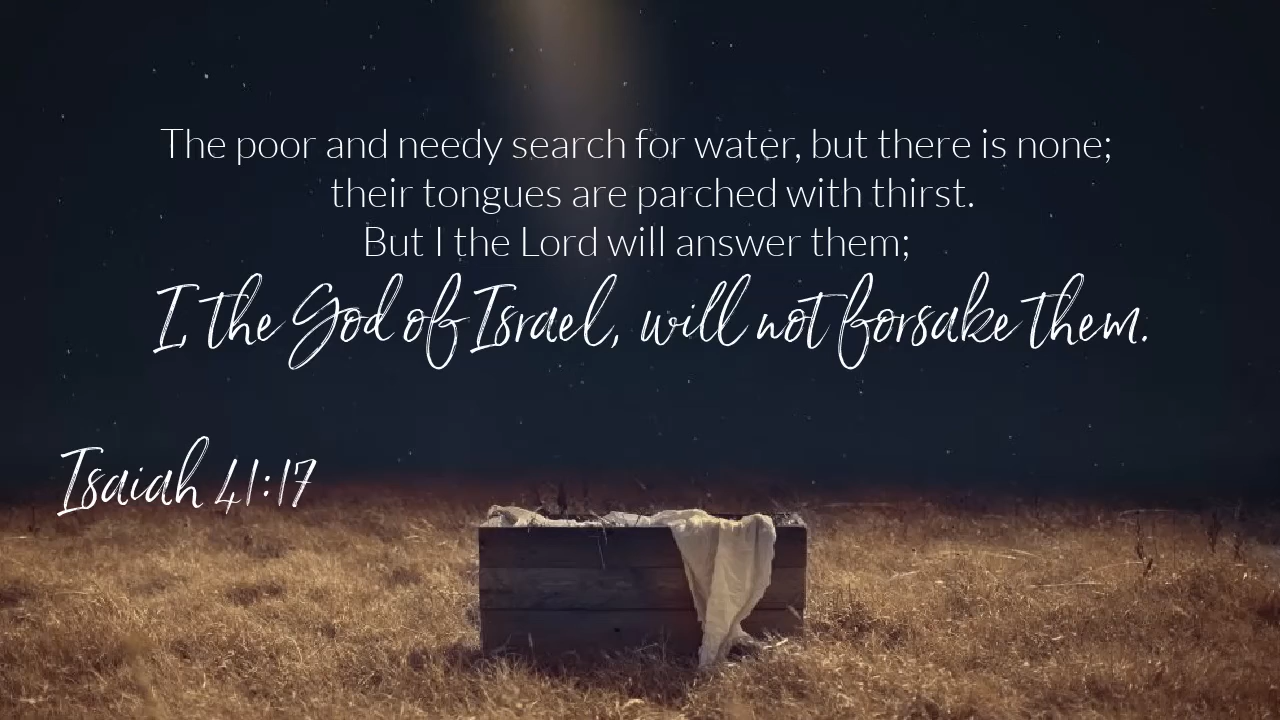 The poor and needy search for water, but there is none;
their tongues are parched with thirst.
But I the Lord will answer them;
I, the God of Israel, will not forsake them.
Isaiah 41:17